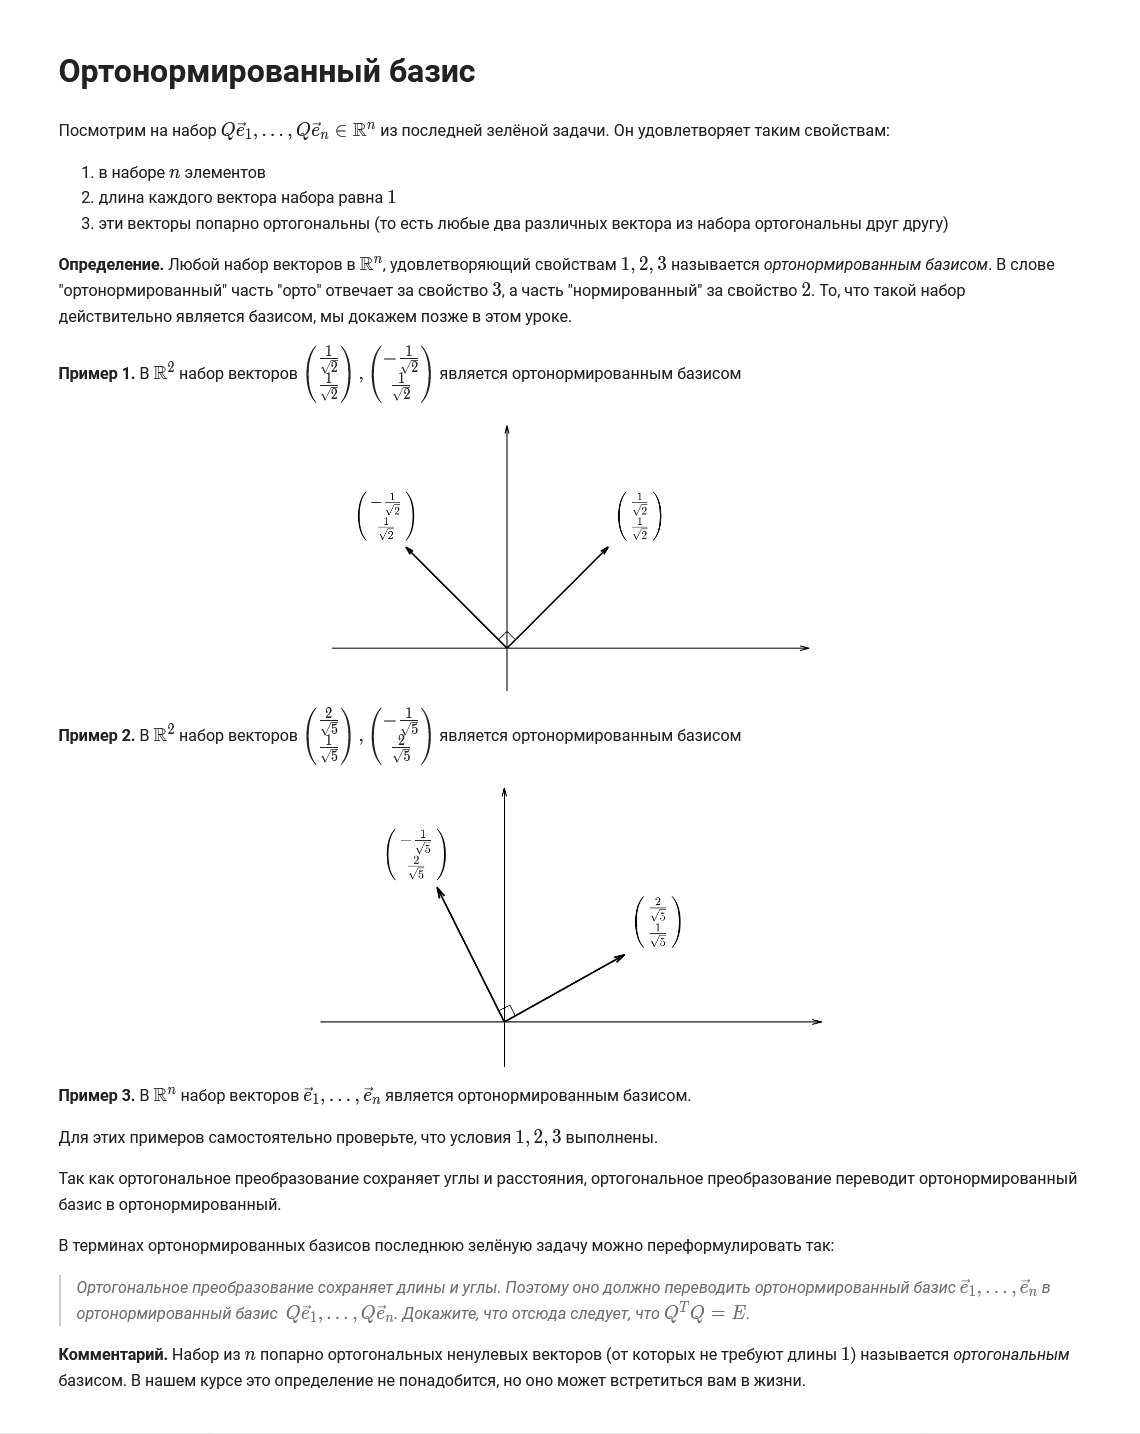 Ортонормированный базис
Посмотрим на набор $Q\vec{e}_1, \ldots, Q\vec{e}_n \in \mathbb{R}^n$ из последней зелёной задачи. Он удовлетворяет таким свойствам:
1. в наборе $n$ элементов
2. длина каждого вектора набора равна $1$
3. эти векторы попарно ортогональны (то есть любые два различных вектора из набора ортогональны друг другу)
Определение. Любой набор векторов в $\mathbb{R}^n$, удовлетворяющий свойствам $1, 2, 3$ называется ортонормированным базисом. В слове
"ортонормированный" часть "орто" отвечает за свойство $3$, а часть "нормированный" за свойство $2$. То, что такой набор
действительно является базисом, мы докажем позже в этом уроке.
Пример 1. В $\mathbb{R}^2$ набор векторов $\begin{pmatrix} \frac{1}{\sqrt{2}} \\ \frac{1}{\sqrt{2}} \end{pmatrix}, \begin{pmatrix} -\frac{1}{\sqrt{2}} \\ \frac{1}{\sqrt{2}} \end{pmatrix}$ является ортонормированным базисом
$\begin{pmatrix} -\frac{1}{\sqrt{2}} \\ \frac{1}{\sqrt{2}} \end{pmatrix}$ $\begin{pmatrix} \frac{1}{\sqrt{2}} \\ \frac{1}{\sqrt{2}} \end{pmatrix}$
Пример 2. В $\mathbb{R}^2$ набор векторов $\begin{pmatrix} \frac{2}{\sqrt{5}} \\ \frac{1}{\sqrt{5}} \end{pmatrix}, \begin{pmatrix} -\frac{1}{\sqrt{5}} \\ \frac{2}{\sqrt{5}} \end{pmatrix}$ является ортонормированным базисом
$\begin{pmatrix} -\frac{1}{\sqrt{5}} \\ \frac{2}{\sqrt{5}} \end{pmatrix}$
$\begin{pmatrix} \frac{2}{\sqrt{5}} \\ \frac{1}{\sqrt{5}} \end{pmatrix}$
Пример 3. В $\mathbb{R}^n$ набор векторов $\vec{e}_1, \ldots, \vec{e}_n$ является ортонормированным базисом.
Для этих примеров самостоятельно проверьте, что условия $1, 2, 3$ выполнены.
Так как ортогональное преобразование сохраняет углы и расстояния, ортогональное преобразование переводит ортонормированный
базис в ортонормированный.
В терминах ортонормированных базисов последнюю зелёную задачу можно переформулировать так:
Ортогональное преобразование сохраняет длины и углы. Поэтому оно должно переводить ортонормированный базис $\vec{e}_1, \ldots, \vec{e}_n$ в
ортонормированный базис $Q\vec{e}_1, \ldots, Q\vec{e}_n$. Докажите, что отсюда следует, что $Q^T Q = E$.
Комментарий. Набор из $n$ попарно ортогональных ненулевых векторов (от которых не требуют длины $1$) называется ортогональным
базисом. В нашем курсе это определение не понадобится, но оно может встретиться вам в жизни.